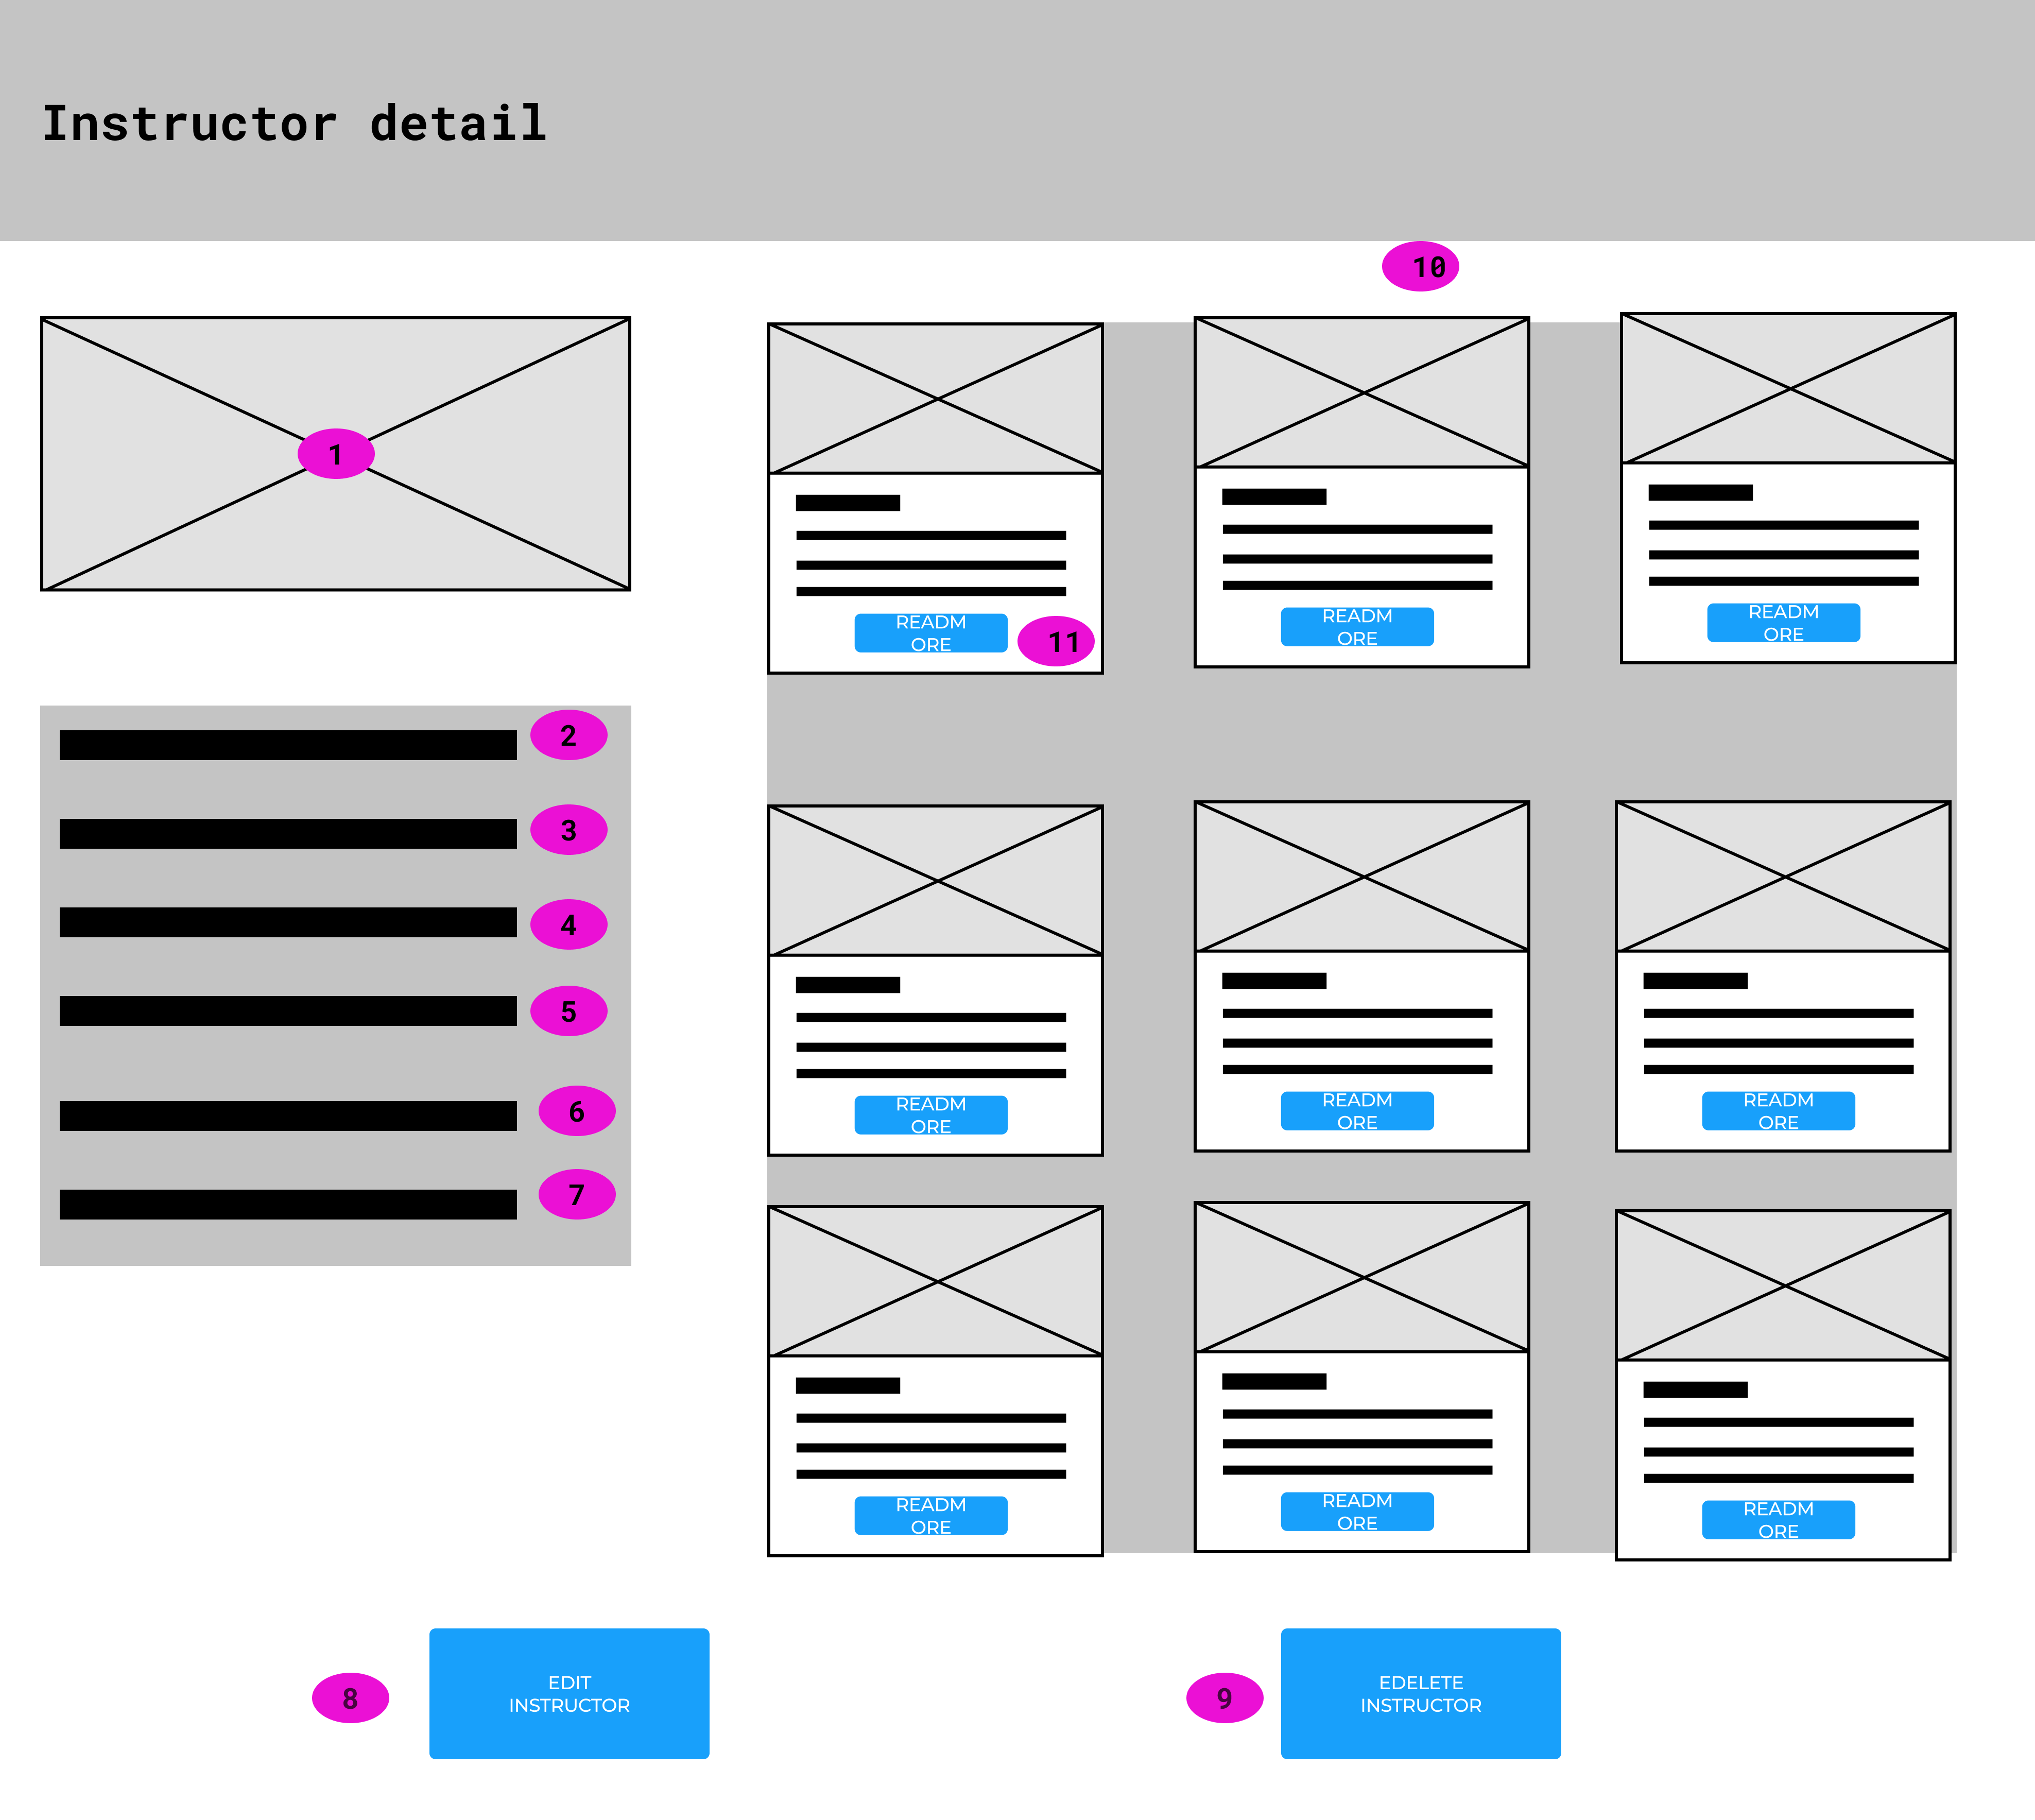 Instructor detail
10
1
READM
ORE
11
READM
ORE
READM
ORE
2
3
4
5
6
7
READM
ORE
READM
ORE
READM
ORE
READM
ORE
READM
ORE
READM
ORE
8
EDIT
INSTRUCTOR
9
EDELETE
INSTRUCTOR